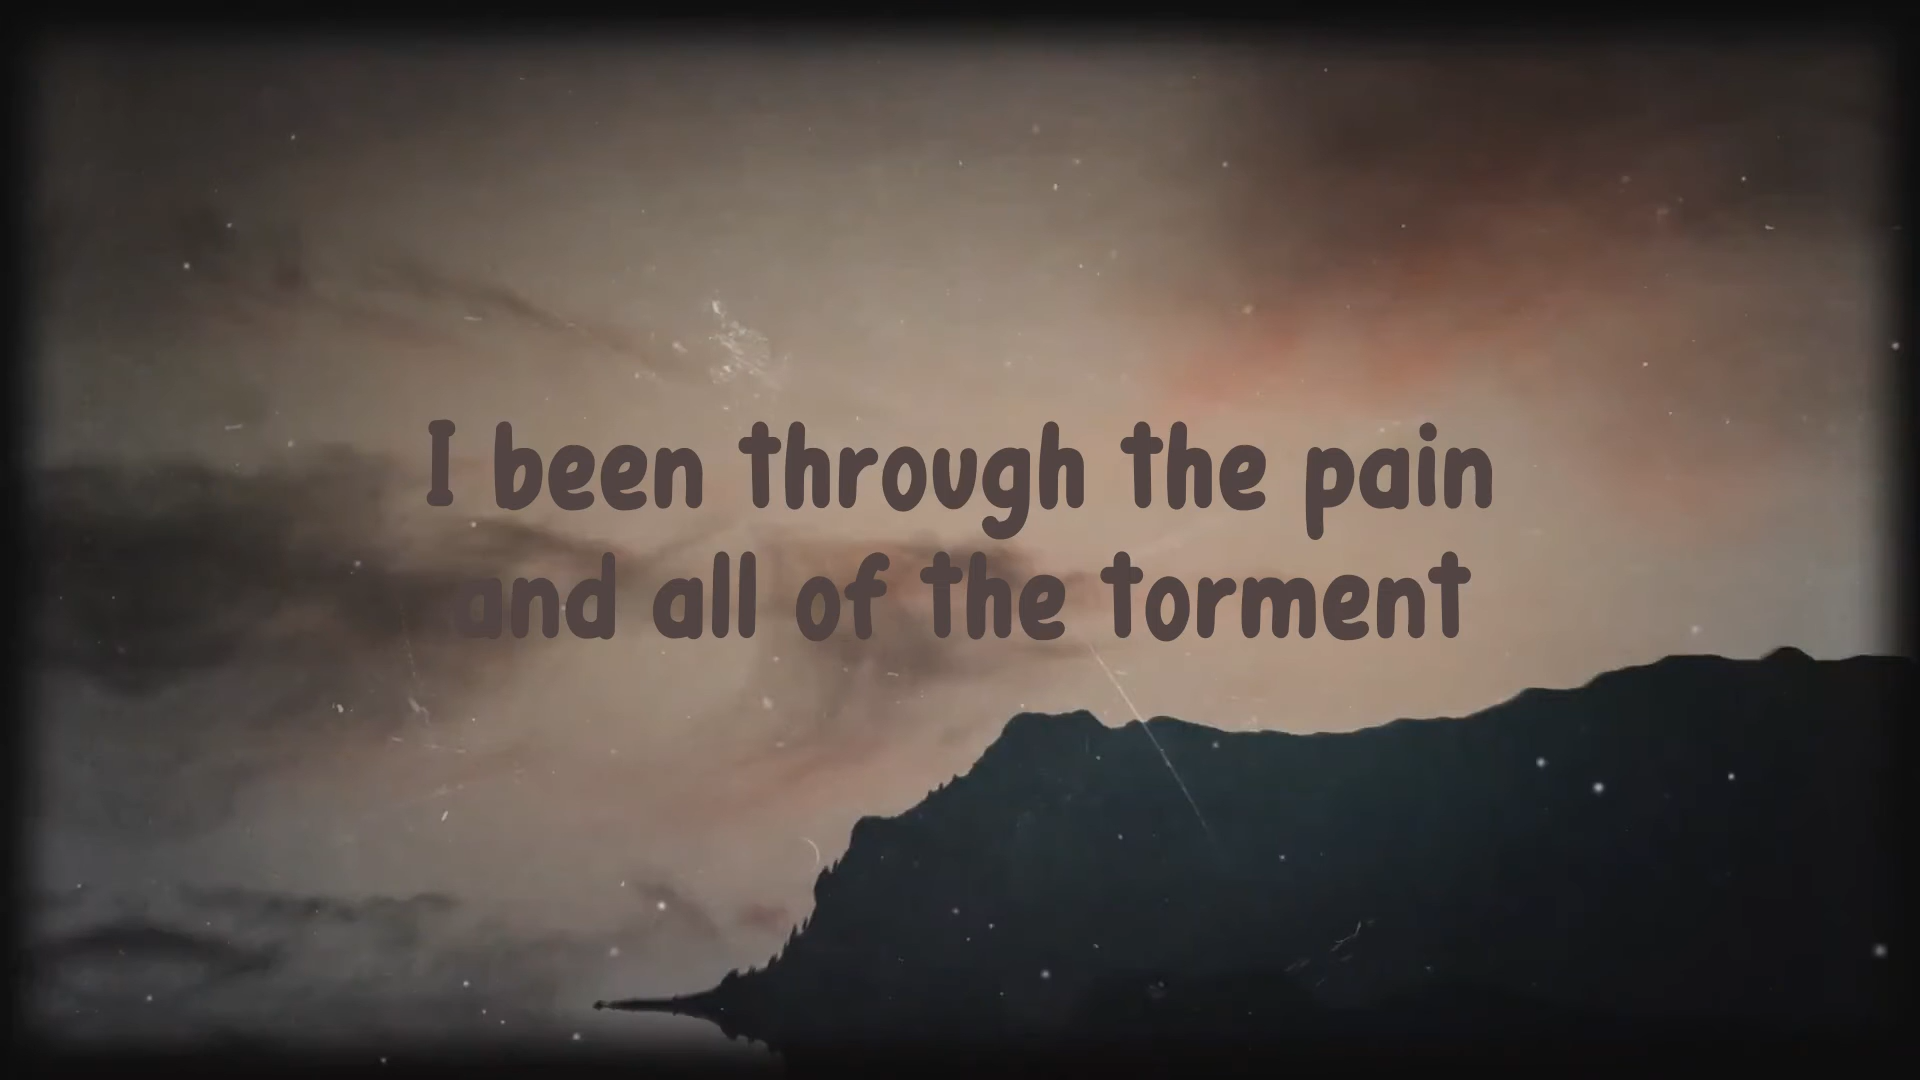 I been through the pain
and all of the torment